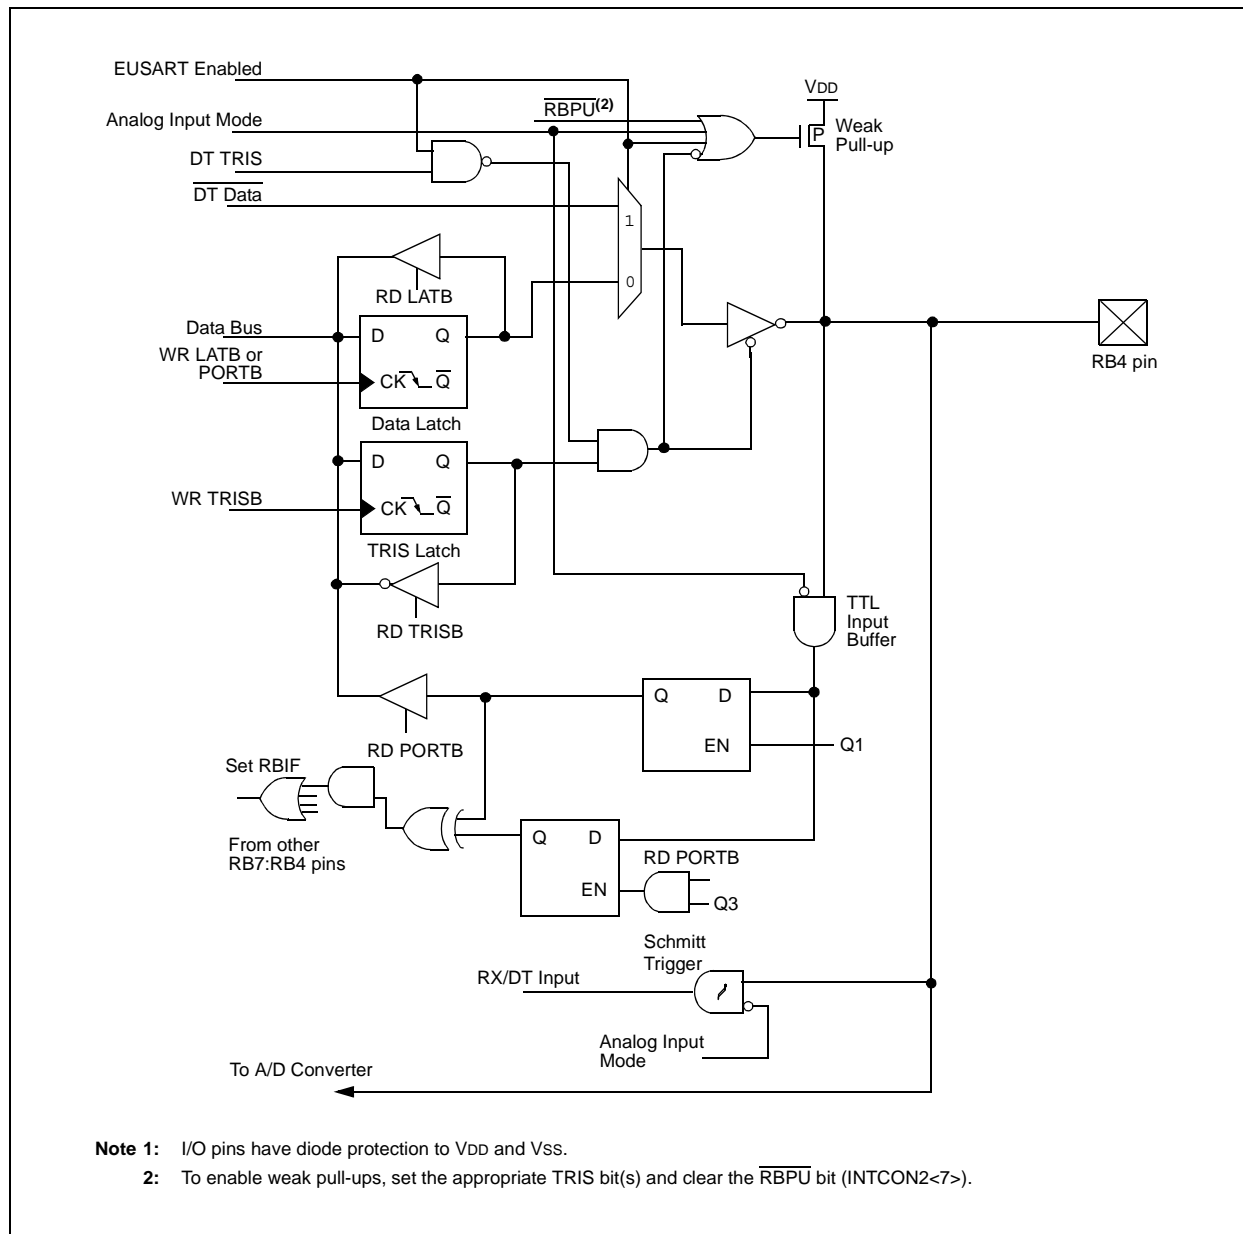 EUSART Enabled
VDD
RBPU(2)
Analog Input Mode
P
Weak
Pull-up
DT TRIS
DT Data
1
0
RD LATB
Data Bus
D Q
WR LATB or
PORTB
CK Q
Data Latch
RB4 pin
D Q
WR TRISB
CK Q
TRIS Latch
RD TRISB
TTL
Input
Buffer
Q D
EN
Q1
RD PORTB
Set RBIF
From other
RB7:RB4 pins
Q D
EN
RD PORTB
Q3
Schmitt
Trigger
RX/DT Input
Analog Input
Mode
To A/D Converter
Note 1: I/O pins have diode protection to VDD and VSS.
2: To enable weak pull-ups, set the appropriate TRIS bit(s) and clear the RBPU bit (INTCON2<7>).